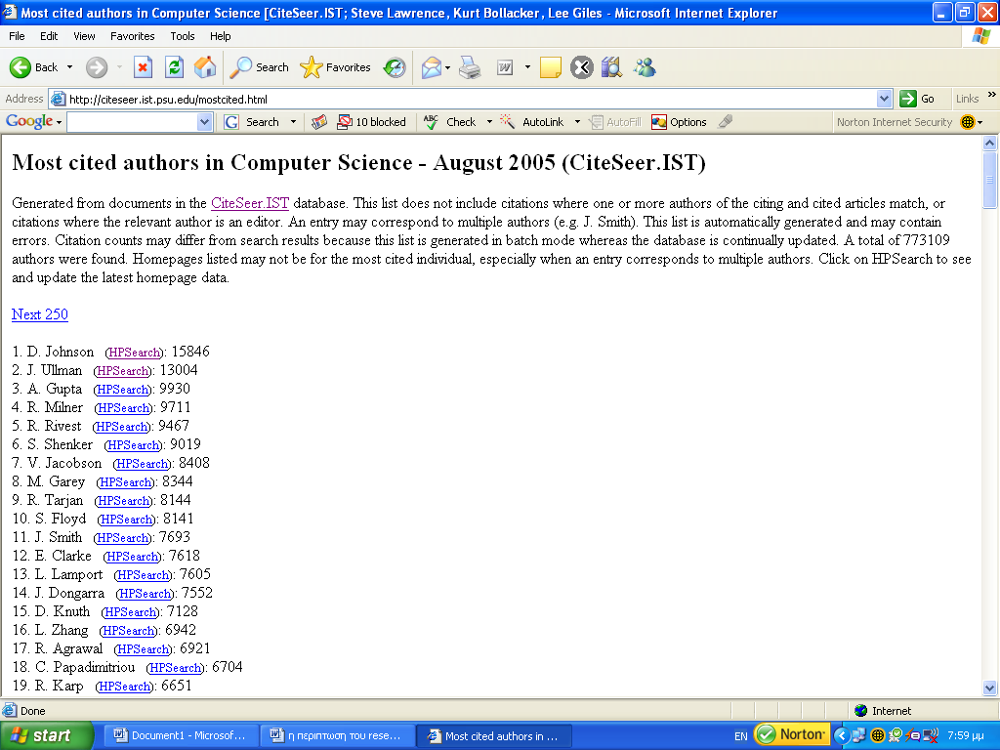 Most cited authors in Computer Science [CiteSeer.IST; Steve Lawrence, Kurt Bollacker, Lee Giles - Microsoft Internet Explorer
File Edit View Favorites Tools Help
Back Search Favorites
Address http://citeseer.ist.psu.edu/mostcited.html Go Links »
Google Search 10 blocked ABC Check AutoLink AutoFill Options Norton Internet Security
Most cited authors in Computer Science - August 2005 (CiteSeer.IST)
Generated from documents in the CiteSeer.IST database. This list does not include citations where one or more authors of the citing and cited articles match, or
citations where the relevant author is an editor. An entry may correspond to multiple authors (e.g. J. Smith). This list is automatically generated and may contain
errors. Citation counts may differ from search results because this list is generated in batch mode whereas the database is continually updated. A total of 773109
authors were found. Homepages listed may not be for the most cited individual, especially when an entry corresponds to multiple authors. Click on HPSearch to see
and update the latest homepage data.
Next 250
1. D. Johnson (HPSearch): 15846
2. J. Ullman (HPSearch): 13004
3. A. Gupta (HPSearch): 9930
4. R. Milner (HPSearch): 9711
5. R. Rivest (HPSearch): 9467
6. S. Shenker (HPSearch): 9019
7. V. Jacobson (HPSearch): 8408
8. M. Garey (HPSearch): 8344
9. R. Tarjan (HPSearch): 8144
10. S. Floyd (HPSearch): 8141
11. J. Smith (HPSearch): 7693
12. E. Clarke (HPSearch): 7618
13. L. Lamport (HPSearch): 7605
14. J. Dongarra (HPSearch): 7552
15. D. Knuth (HPSearch): 7128
16. L. Zhang (HPSearch): 6942
17. R. Agrawal (HPSearch): 6921
18. C. Papadimitriou (HPSearch): 6704
19. R. Karp (HPSearch): 6651
Done Internet
start Document1 - Microsof... η περιπτωση του rese... Most cited authors in ... EN Norton 7:59 μμ